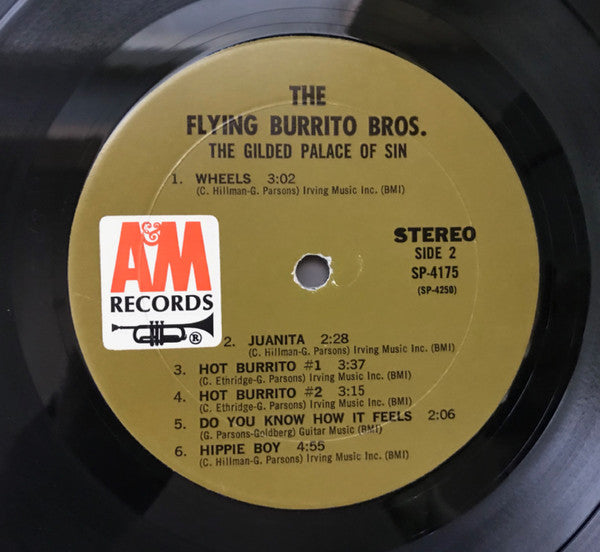 THE
FLYING BURRITO BROS.
THE GILDED PALACE OF SIN
1. WHEELS 3:02
(C. Hillman-G. Parsons) Irving Music Inc. (BMI)
A&M
RECORDS
®
STEREO
SIDE 2
SP-4175
(SP-4250)
2. JUANITA 2:28
(C. Hillman-G. Parsons) Irving Music Inc. (BMI)
3. HOT BURRITO #1 3:37
(C. Ethridge-G. Parsons) Irving Music Inc. (BMI)
4. HOT BURRITO #2 3:15
(C. Ethridge-G. Parsons) Irving Music Inc. (BMI)
5. DO YOU KNOW HOW IT FEELS 2:06
(G. Parsons-Goldberg) Guitar Music (BMI)
6. HIPPIE BOY 4:55
(C. Hillman-G. Parsons) Irving Music Inc. (BMI)